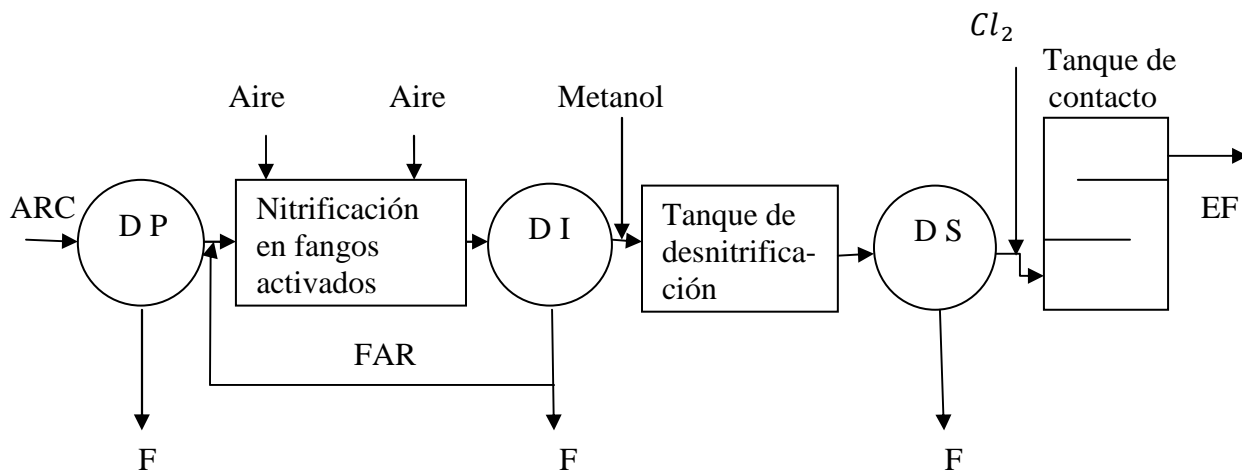 Cl₂
Tanque de
contacto
Aire
Aire
Metanol
ARC
D P
Nitrificación
en fangos
activados
D I
Tanque de
desnitrifica-
ción
D S
EF
FAR
F
F
F